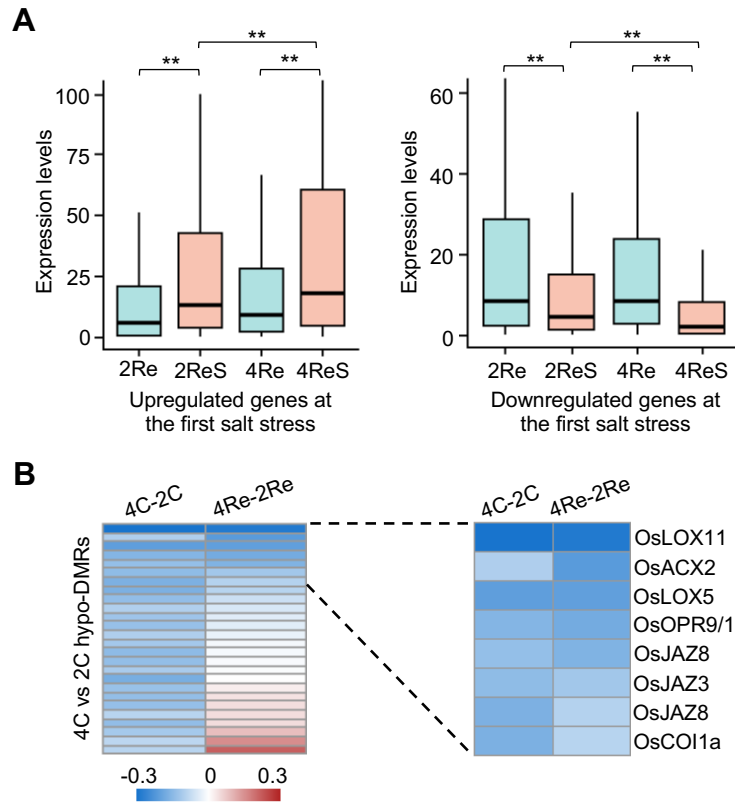 A
** **
** ** ** **
Expression levels
100
75
50
25
0
2Re 2ReS 4Re 4ReS
Upregulated genes at
the first salt stress
Expression levels
60
40
20
0
2Re 2ReS 4Re 4ReS
Downregulated genes at
the first salt stress
B
4C-2C 4Re-2Re
4C vs 2C hypo-DMRs
-0.3 0 0.3
4C-2C 4Re-2Re
OsLOX11
OsACX2
OsLOX5
OsOPR9/1
OsJAZ8
OsJAZ3
OsJAZ8
OsCOI1a